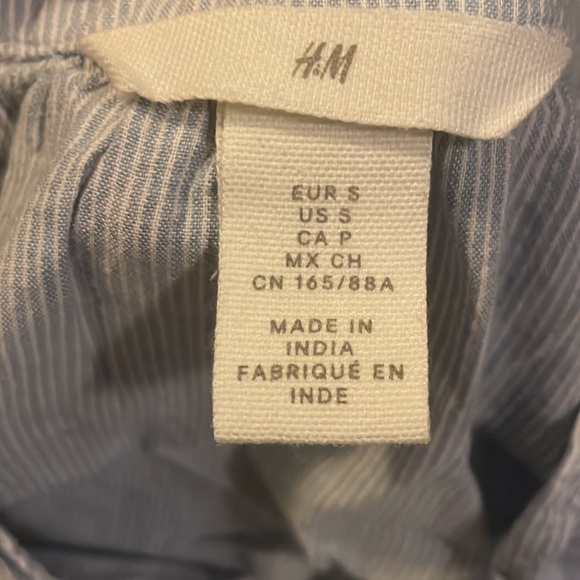 H&M
EUR S
US S
CA P
MX CH
CN 165/88A
MADE IN
INDIA
FABRIQUÉ EN
INDE